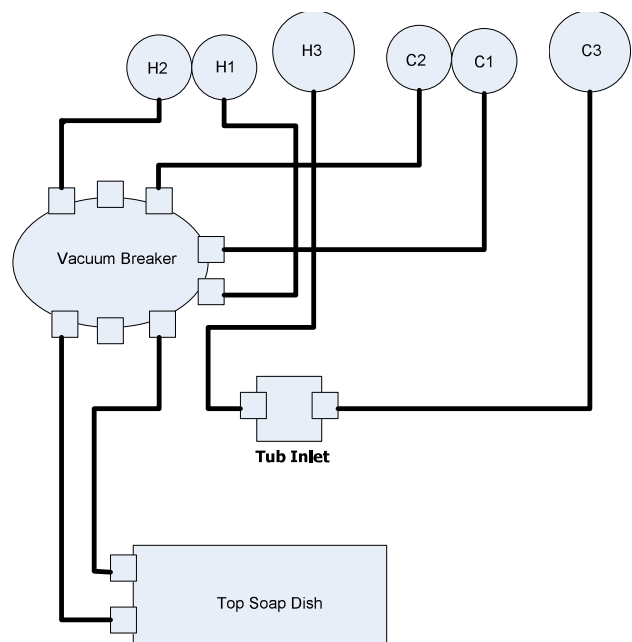 H2
H1
H3
C2
C1
C3
Vacuum Breaker
Tub Inlet
Top Soap Dish